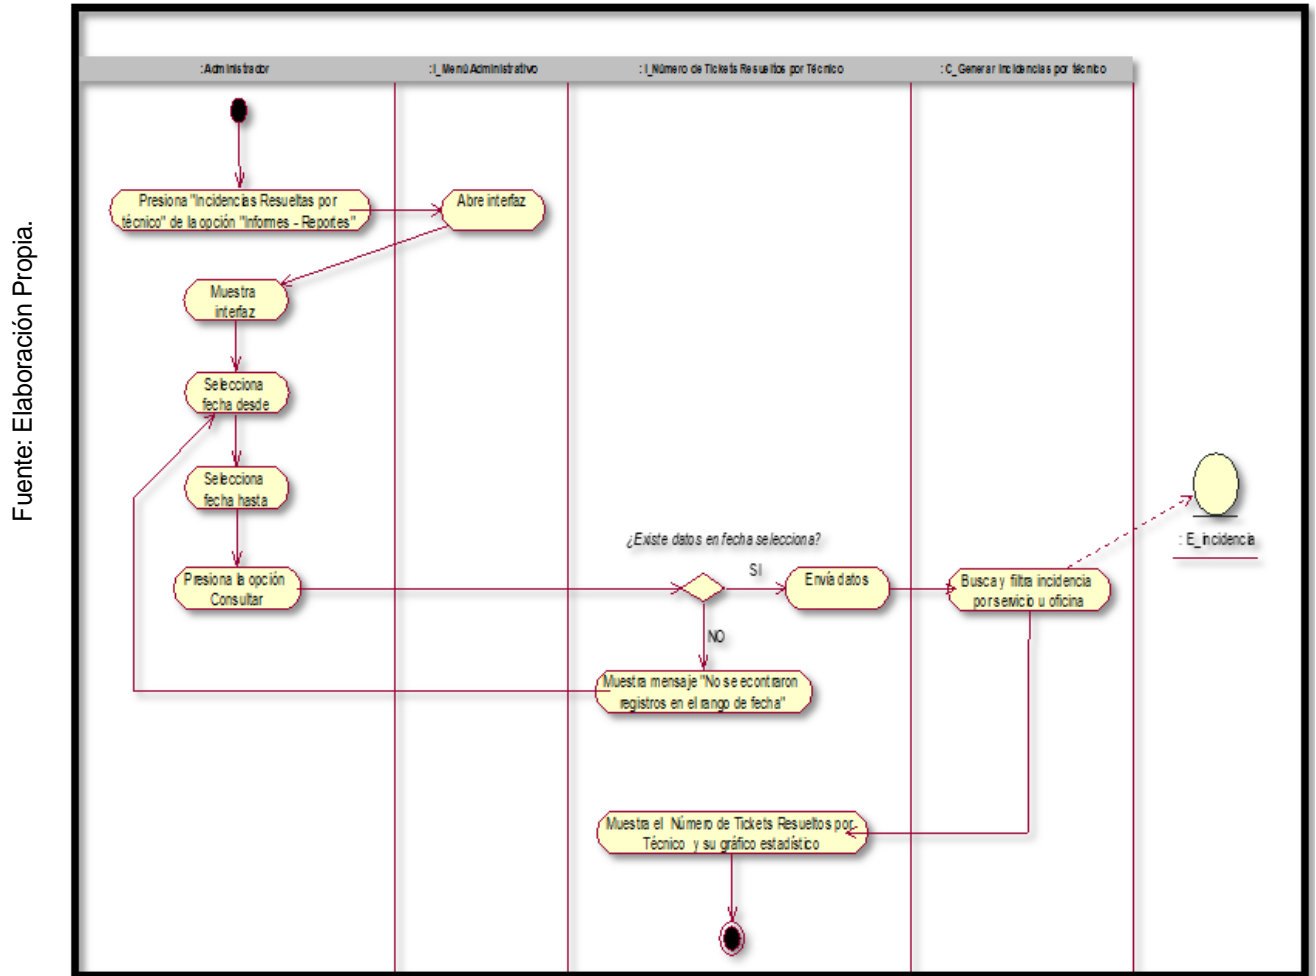 Fuente: Elaboración Propia.
:Administrador
:I_Menú Administrativo
: I_Número de Tickets Resueltos por Técnico
: C_Generar Incidencias por técnico
Presiona "Incidencias Resueltas por
técnico" de la opción "Informes - Reportes"
Abre interfaz
Muestra
interfaz
Selecciona
fecha desde
Selecciona
fecha hasta
Presiona la opción
Consultar
¿Existe datos en fecha selecciona?
SI
NO
Envía datos
Busca y filtra incidencia
por servicio u oficina
: E_incidencia
Muestra mensaje "No se econtraron
registros en el rango de fecha"
Muestra el Número de Tickets Resueltos por
Técnico y su gráfico estadístico